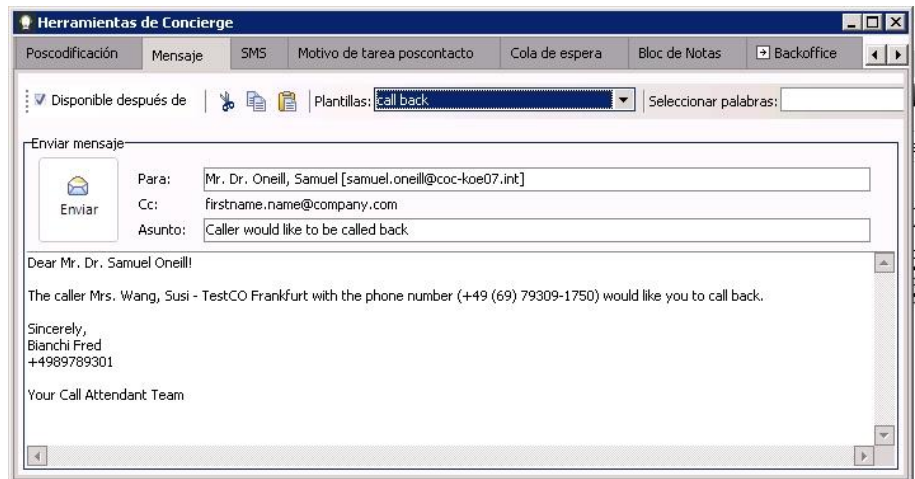 Herramientas de Concierge
Poscodificación Mensaje SMS Motivo de tarea poscontacto Cola de espera Bloc de Notas Backoffice
Disponible después de Plantillas: call back Seleccionar palabras:
Enviar mensaje
Para: Mr. Dr. Oneill, Samuel [samuel.oneill@coc-koe07.int]
Enviar Cc: firstname.name@company.com
Asunto: Caller would like to be called back
Dear Mr. Dr. Samuel Oneill!
The caller Mrs. Wang, Susi - TestCO Frankfurt with the phone number (+49 (69) 79309-1750) would like you to call back.
Sincerely,
Bianchi Fred
+4989789301
Your Call Attendant Team